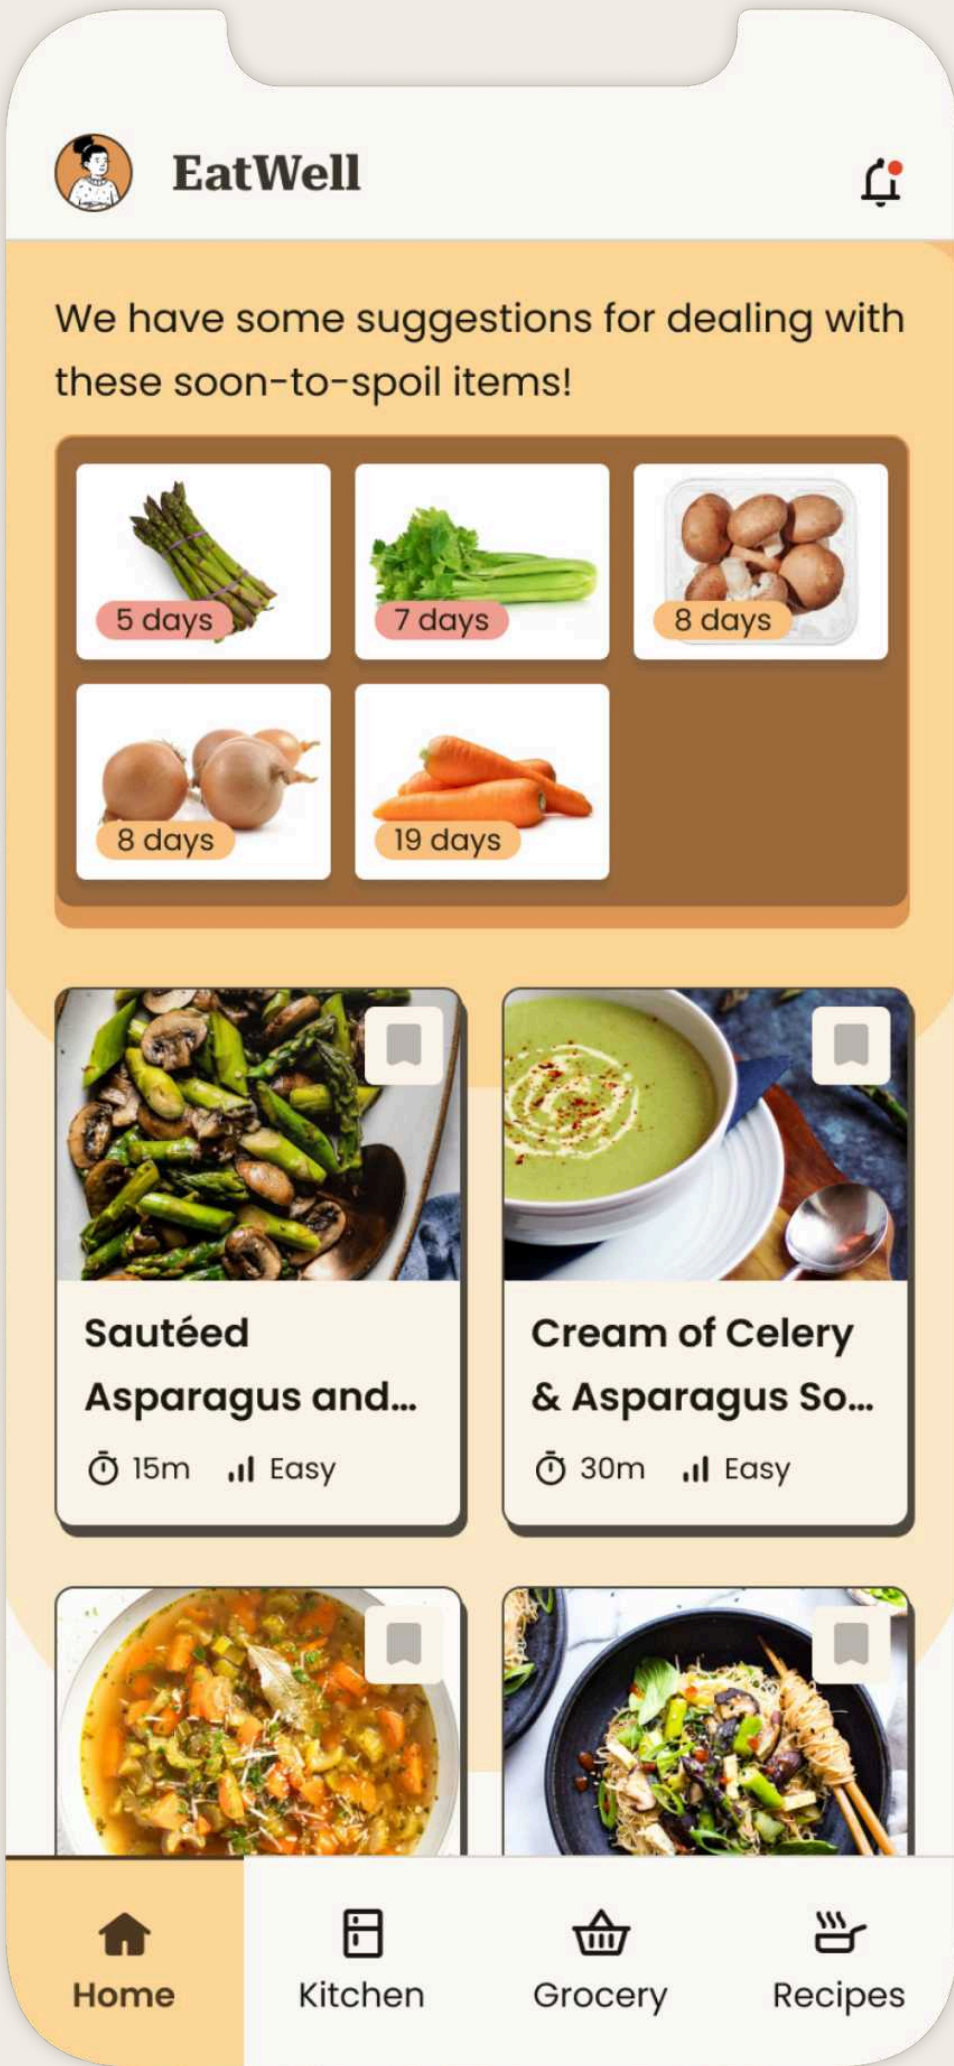 EatWell
We have some suggestions for dealing with
these soon-to-spoil items!
5 days
7 days
8 days
8 days
19 days
Sautéed
Asparagus and...
15m
Easy
Cream of Celery
& Asparagus So...
30m
Easy
Home
Kitchen
Grocery
Recipes